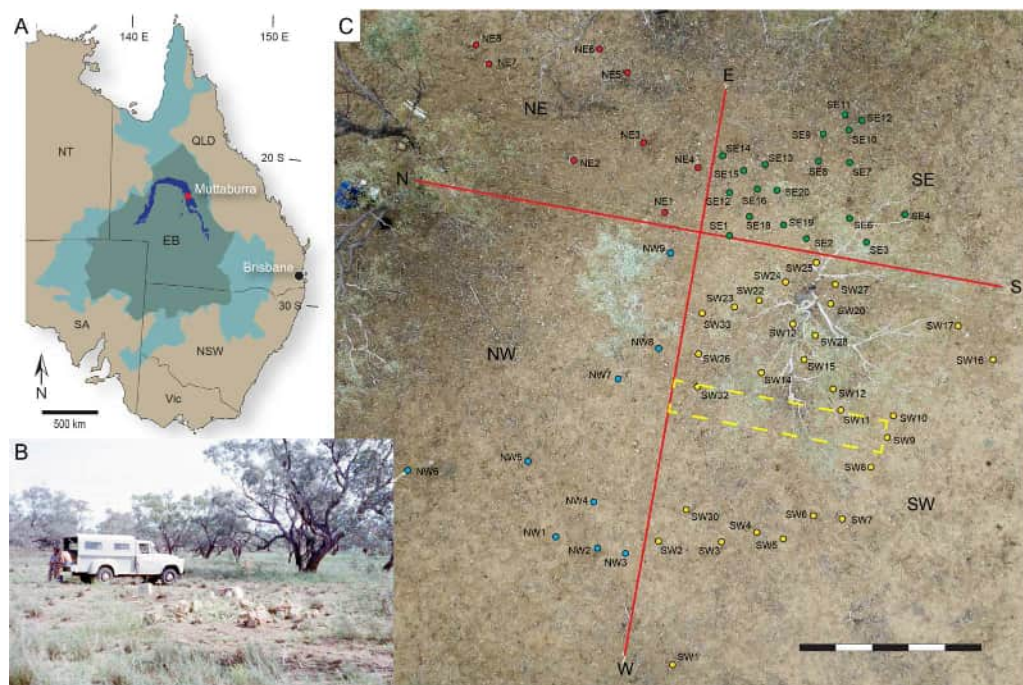 A
140 E
150 E
NT
QLD
20 S
Muttaburra
EB
Brisbane
30 S
SA
NSW
N
Vic
500 km
B
C
NE8
NE7
NE6
NE5
NE
E
NE3
NE2
NE4
NE1
N
SE11
SE12
SE9
SE10
SE14
SE13
SE15
SE8
SE7
SE
SE12
SE16
SE20
SE18
SE19
SE6
SE4
SE1
SE2
SE3
NW9
S
SW25
SW24
SW27
SW22
SW23
SW20
SW33
SW13
SW17
SW28
NW8
SW26
SW15
SW16
NW
NW7
SW14
SW32
SW12
SW11
SW10
SW9
NW5
NW6
SW8
NW4
SW30
SW6
SW7
SW
NW1
SW4
NW2
NW3
SW2
SW3
SW5
W
SW1